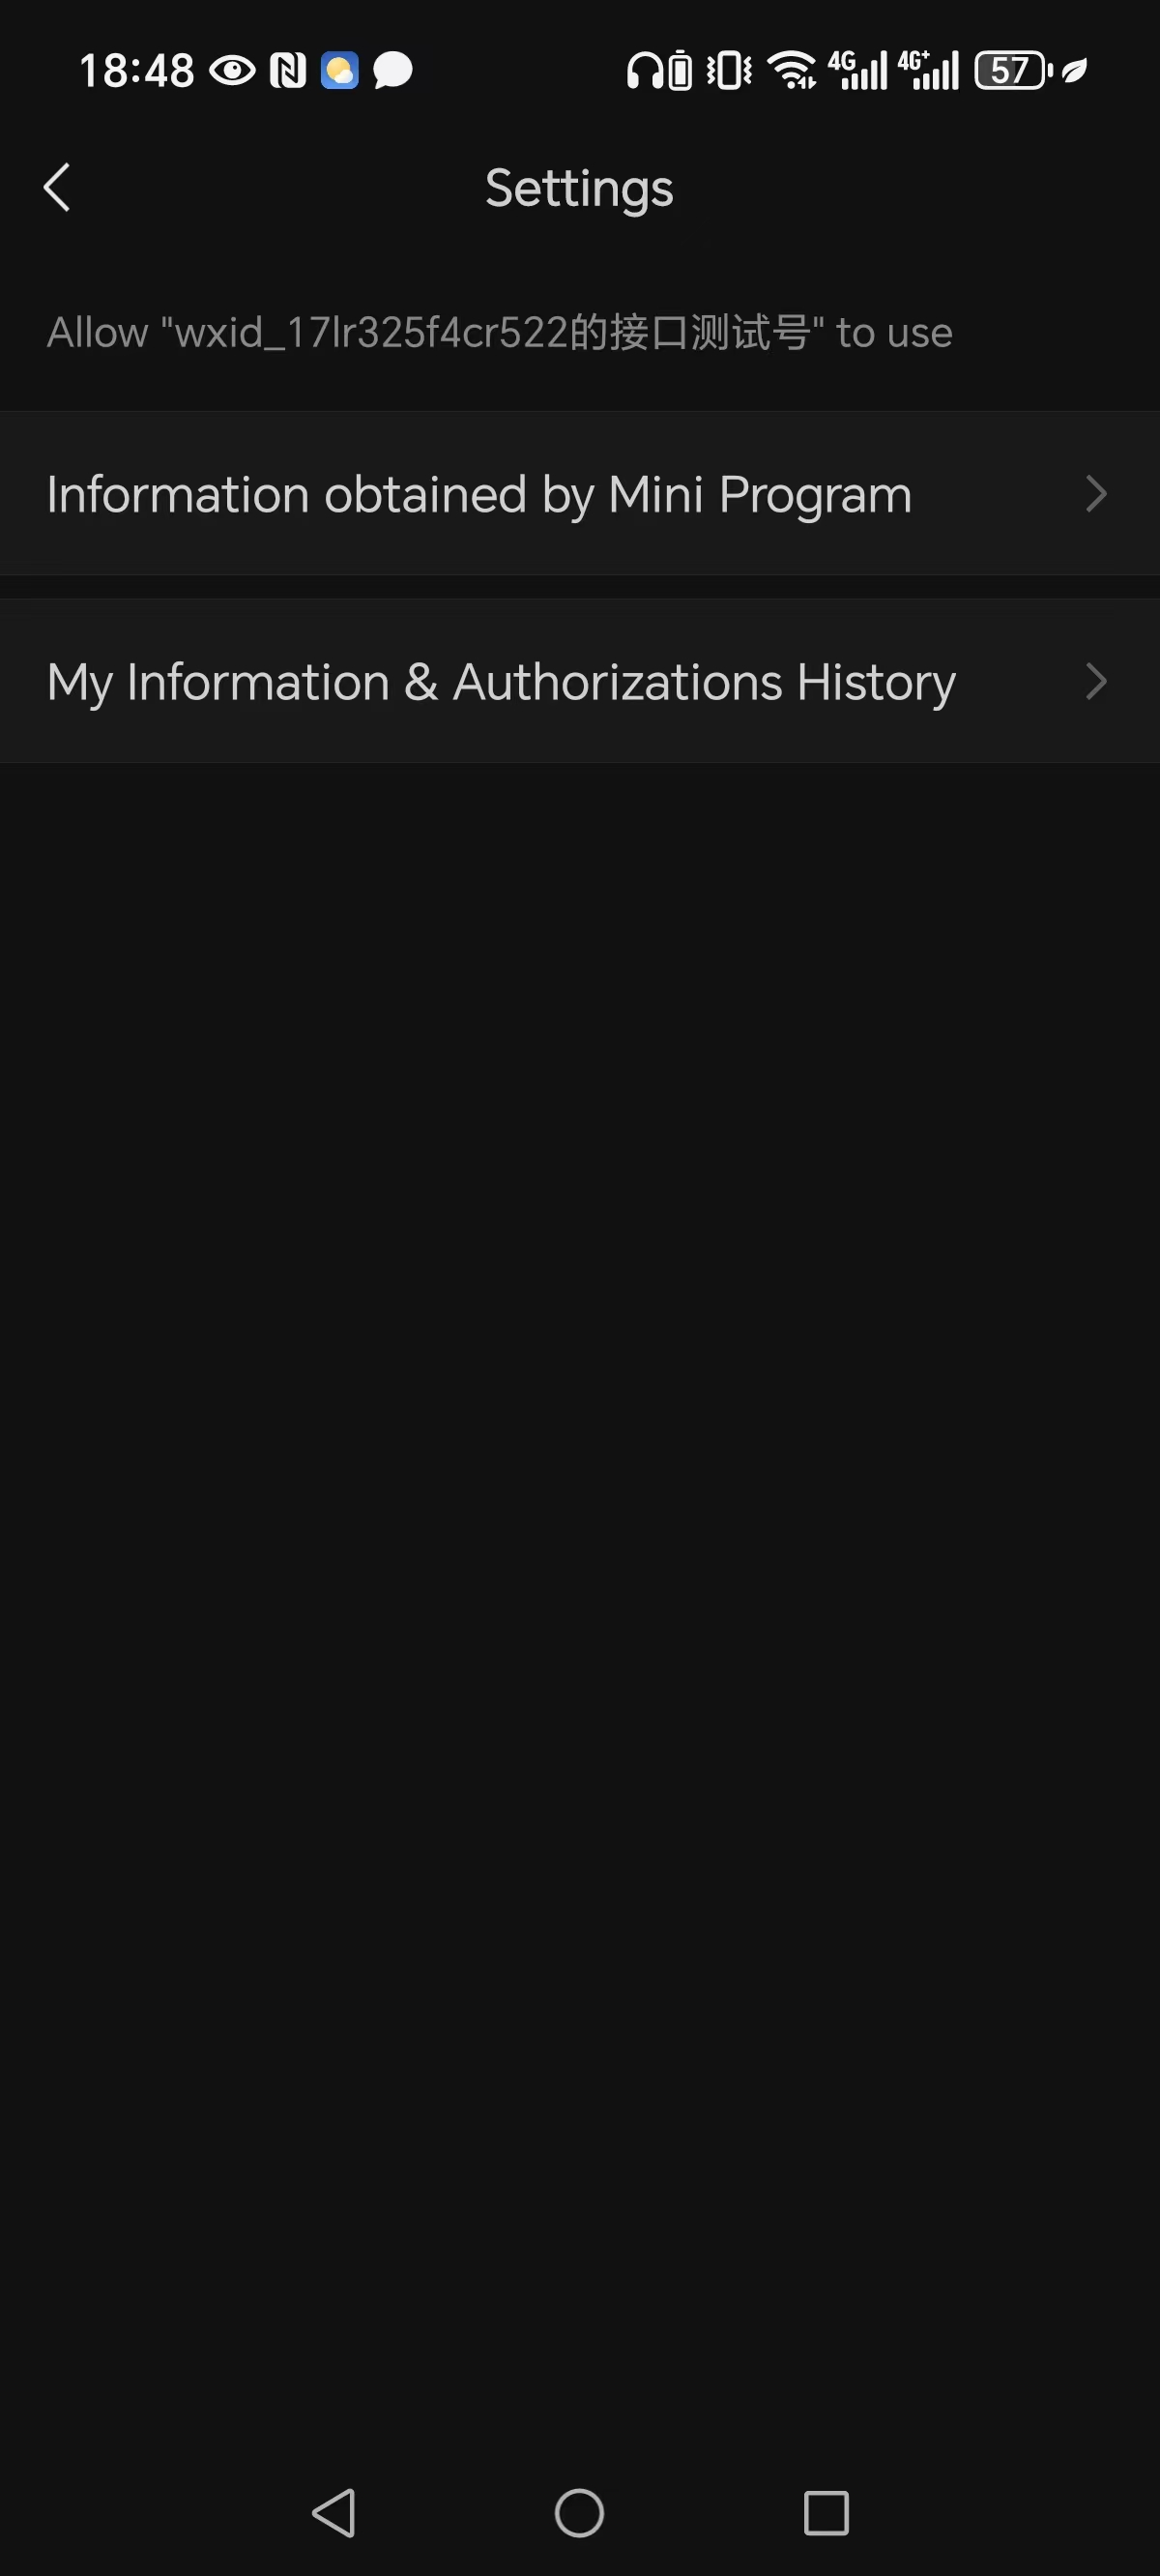 18:48
4G
4G+
57
Settings
Allow "wxid_17lr325f4cr522的接口测试号" to use
Information obtained by Mini Program
My Information & Authorizations History